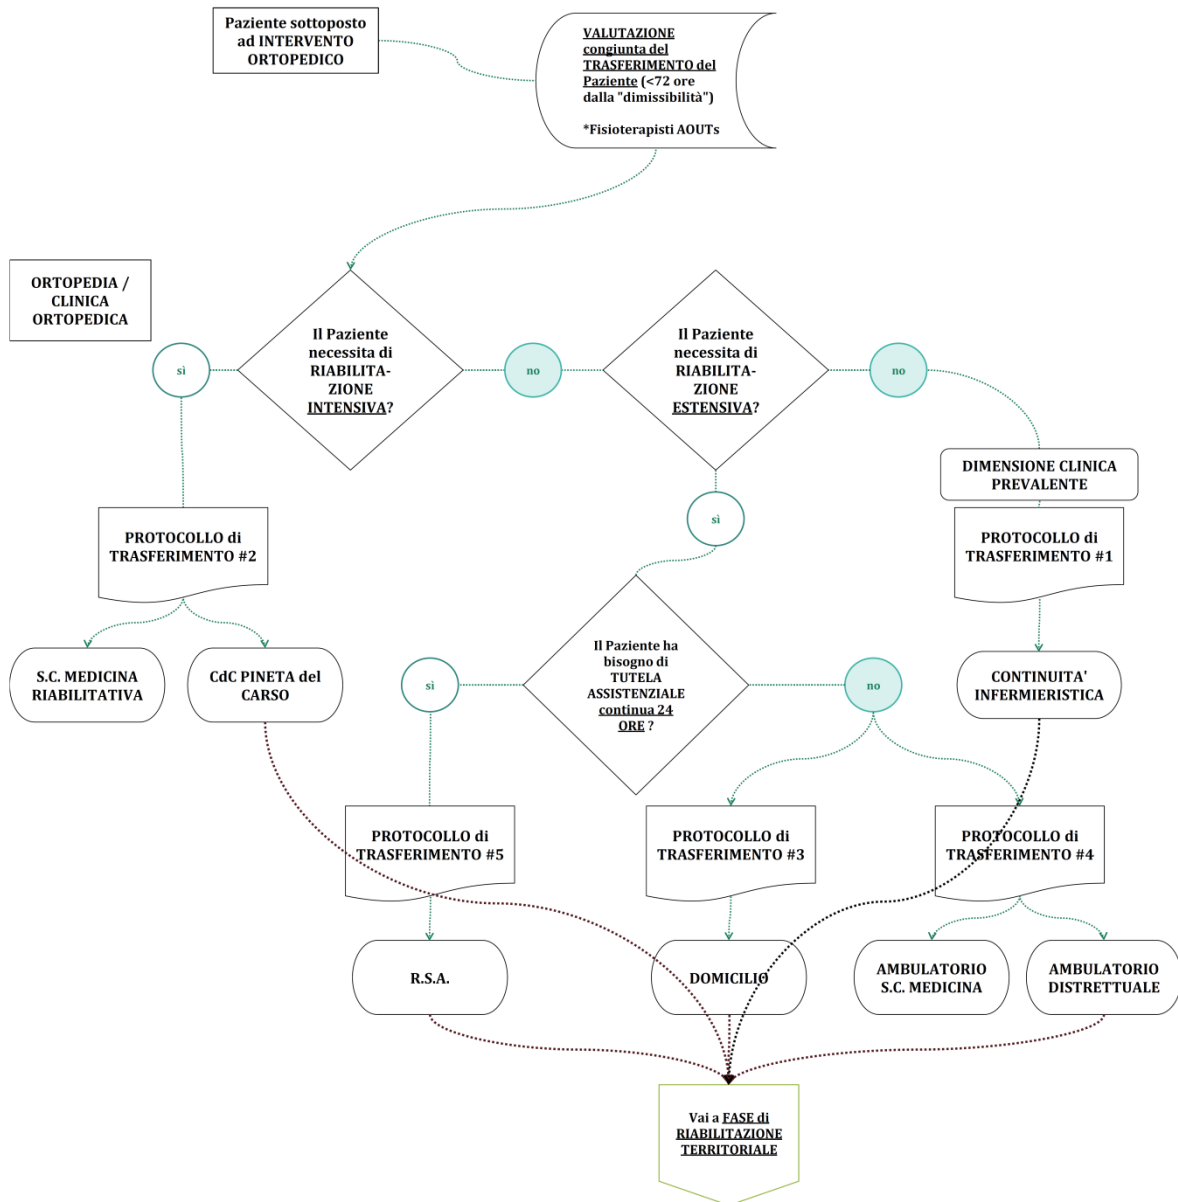 Paziente sottoposto
ad INTERVENTO
ORTOPEDICO
VALUTAZIONE
congiunta del
TRASFERIMENTO del
Paziente (<72 ore
dalla "dimissibilità")
*Fisioterapisti AOUTs
ORTOPEDIA /
CLINICA
ORTOPEDICA
sì
Il Paziente
necessita di
RIABILITA-
ZIONE
INTENSIVA?
no
Il Paziente
necessita di
RIABILITA-
ZIONE
ESTENSIVA?
no
DIMENSIONE CLINICA
PREVALENTE
sì
PROTOCOLLO di
TRASFERIMENTO #2
PROTOCOLLO di
TRASFERIMENTO #1
S.C. MEDICINA
RIABILITATIVA
CdC PINETA del
CARSO
sì
Il Paziente ha
bisogno di
TUTELA
ASSISTENZIALE
continua 24
ORE ?
no
CONTINUITA'
INFERMIERISTICA
PROTOCOLLO di
TRASFERIMENTO #5
PROTOCOLLO di
TRASFERIMENTO #3
PROTOCOLLO di
TRASFERIMENTO #4
R.S.A.
DOMICILIO
AMBULATORIO
S.C. MEDICINA
AMBULATORIO
DISTRETTUALE
Vai a FASE di
RIABILITAZIONE
TERRITORIALE